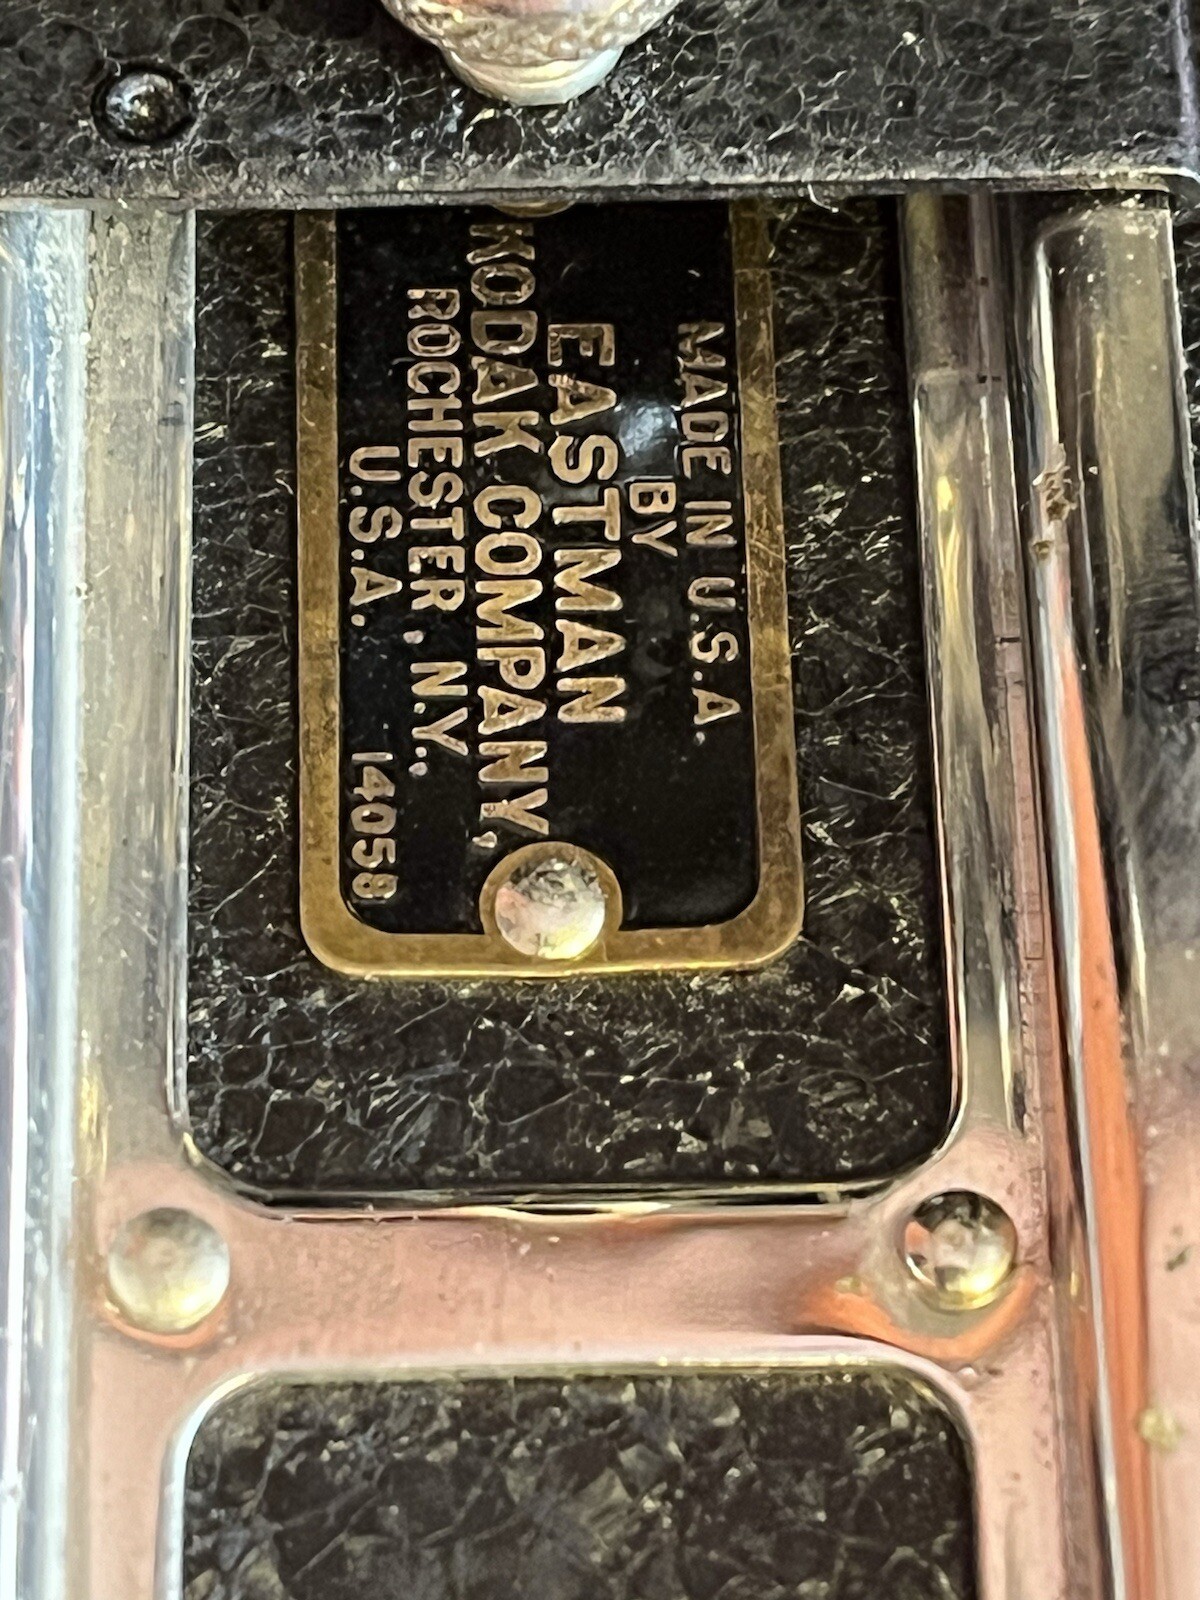 MADE IN U.S.A.
BY
EASTMAN
KODAK COMPANY,
ROCHESTER, N.Y.,
U.S.A. 14058